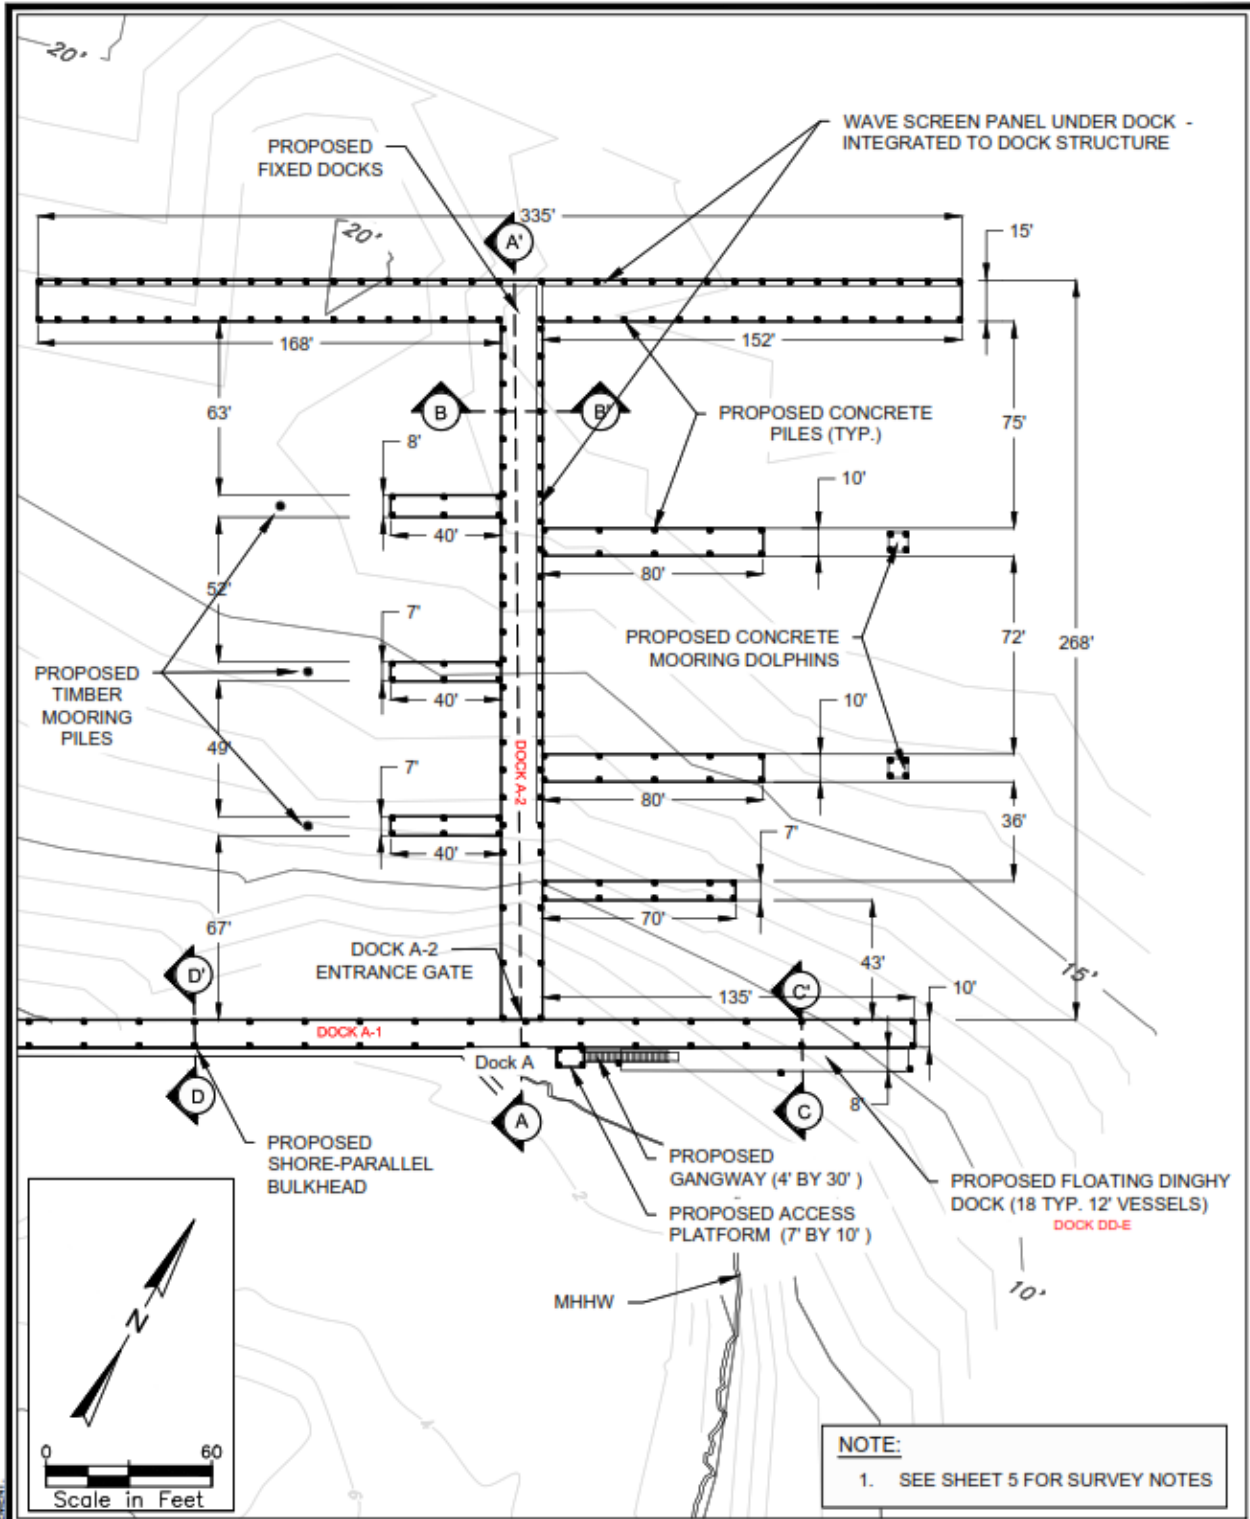 20'
WAVE SCREEN PANEL UNDER DOCK -
INTEGRATED TO DOCK STRUCTURE
PROPOSED
FIXED DOCKS
335'
15'
A'
20'
168'
152'
63'
B
B'
PROPOSED CONCRETE
PILES (TYP.)
75'
8'
10'
40'
80'
52'
7'
PROPOSED CONCRETE
MOORING DOLPHINS
72'
268'
PROPOSED
TIMBER
MOORING
PILES
40'
10'
49'
DOCK A-2
7'
80'
7'
36'
40'
70'
67'
DOCK A-2
ENTRANCE GATE
43'
15'
D'
C'
135'
10'
DOCK A-1
Dock A
8'
D
A
C
2
PROPOSED
SHORE-PARALLEL
BULKHEAD
PROPOSED
GANGWAY (4' BY 30' )
PROPOSED ACCESS
PLATFORM (7' BY 10' )
PROPOSED FLOATING DINGHY
DOCK (18 TYP. 12' VESSELS)
DOCK DD-E
MHHW
10'
N
4
6
0 60
Scale in Feet
NOTE:
1. SEE SHEET 5 FOR SURVEY NOTES